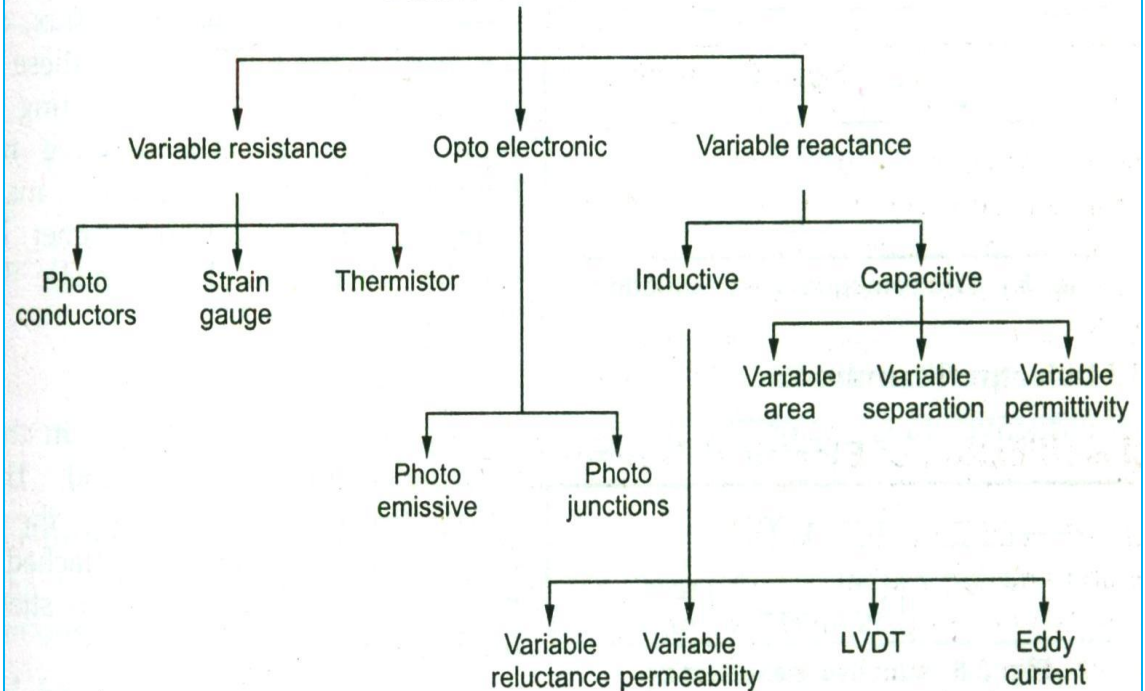 Variable resistance
Opto electronic
Variable reactance
Photo
conductors
Strain
gauge
Thermistor
Inductive
Capacitive
Variable
area
Variable
separation
Variable
permittivity
Photo
emissive
Photo
junctions
Variable
reluctance
Variable
permeability
LVDT
Eddy
current